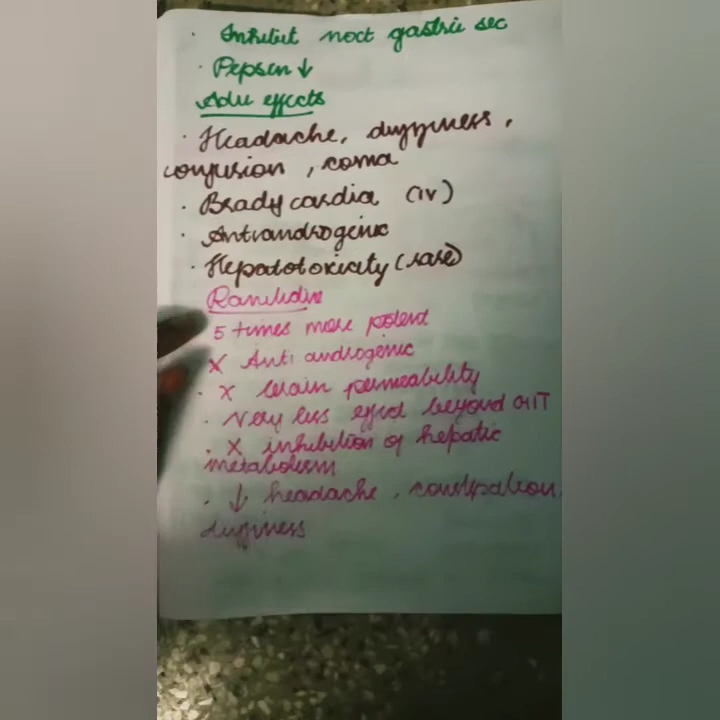 · Inhibit noct gastric sec
· Pepsin ↓
Adv effects
· Headache, dizziness,
confusion, coma
· Bradycardia (iv)
· Antiandrogenic
· Hepatotoxicity (rare)
Ranitidine
5 times more potent
X Anti androgenic
· X brain permeability
· Very less effect beyond GIT
· X inhibition of hepatic
metabolism
· ↓ headache, constipation,
dizziness